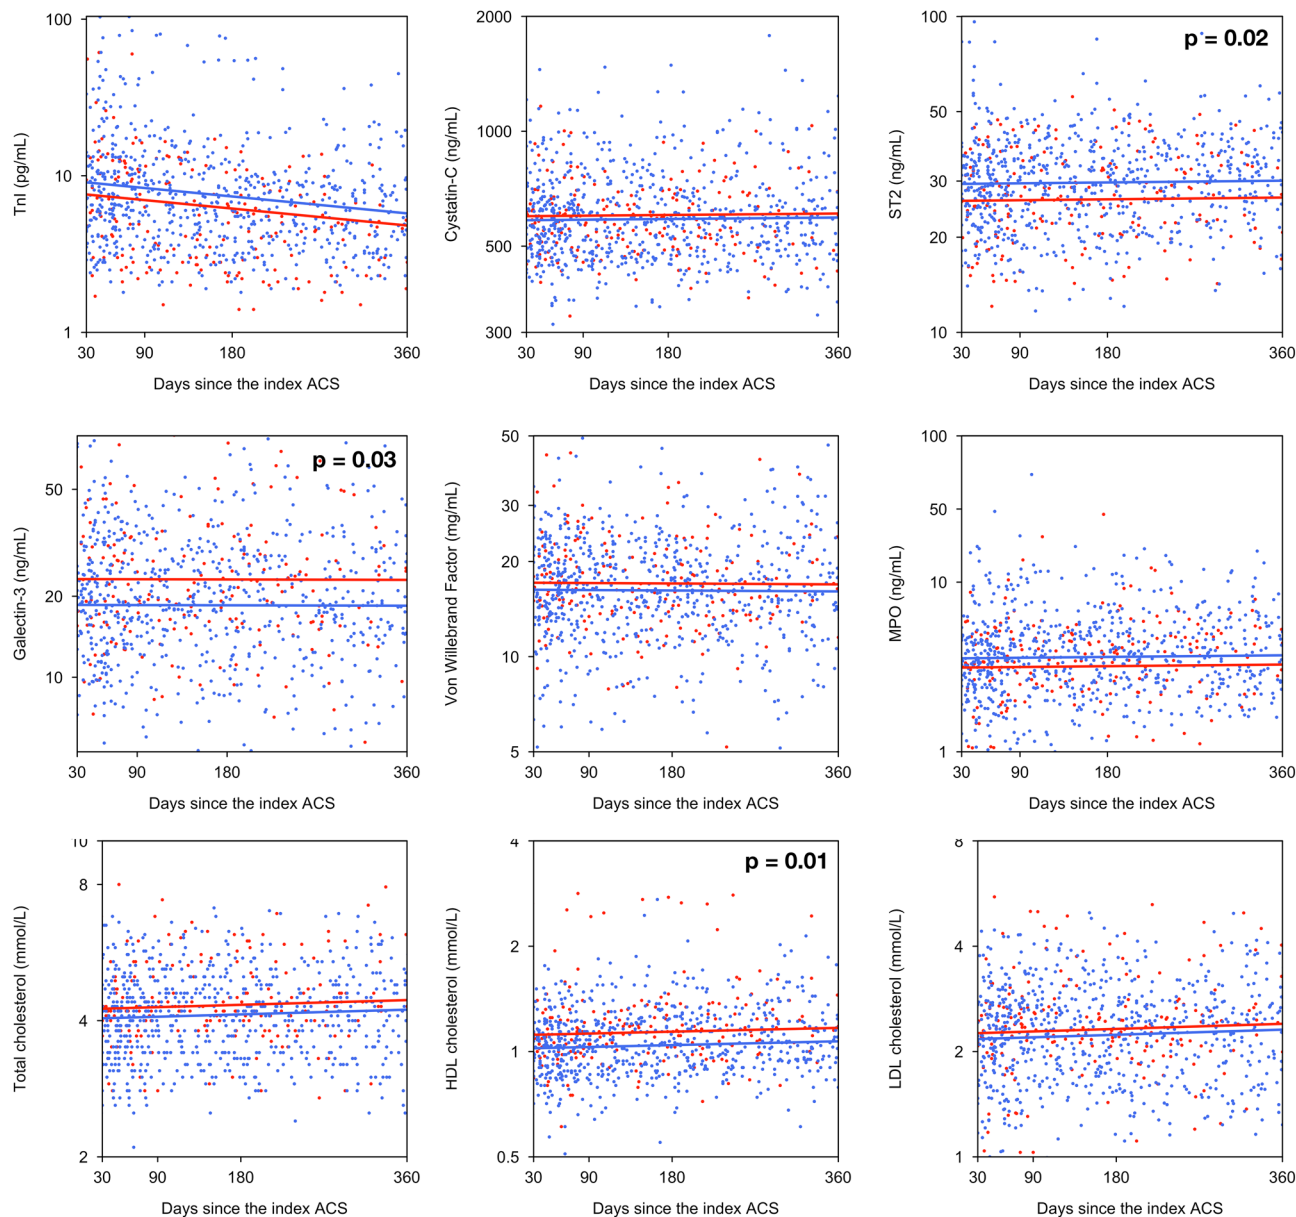 TnI (pg/mL)
100
10
1
30 90 180 360
Days since the index ACS
Cystatin-C (ng/mL)
2000
1000
500
300
30 90 180 360
Days since the index ACS
ST2 (ng/mL)
100
50
30
20
10
p = 0.02
30 90 180 360
Days since the index ACS
Galectin-3 (ng/mL)
50
20
10
p = 0.03
30 90 180 360
Days since the index ACS
Von Willebrand Factor (mg/mL)
50
30
20
10
5
30 90 180 360
Days since the index ACS
MPO (ng/mL)
100
50
10
1
30 90 180 360
Days since the index ACS
Total cholesterol (mmol/L)
10
8
4
2
30 90 180 360
Days since the index ACS
HDL cholesterol (mmol/L)
4
2
1
0.5
p = 0.01
30 90 180 360
Days since the index ACS
LDL cholesterol (mmol/L)
8
4
2
1
30 90 180 360
Days since the index ACS